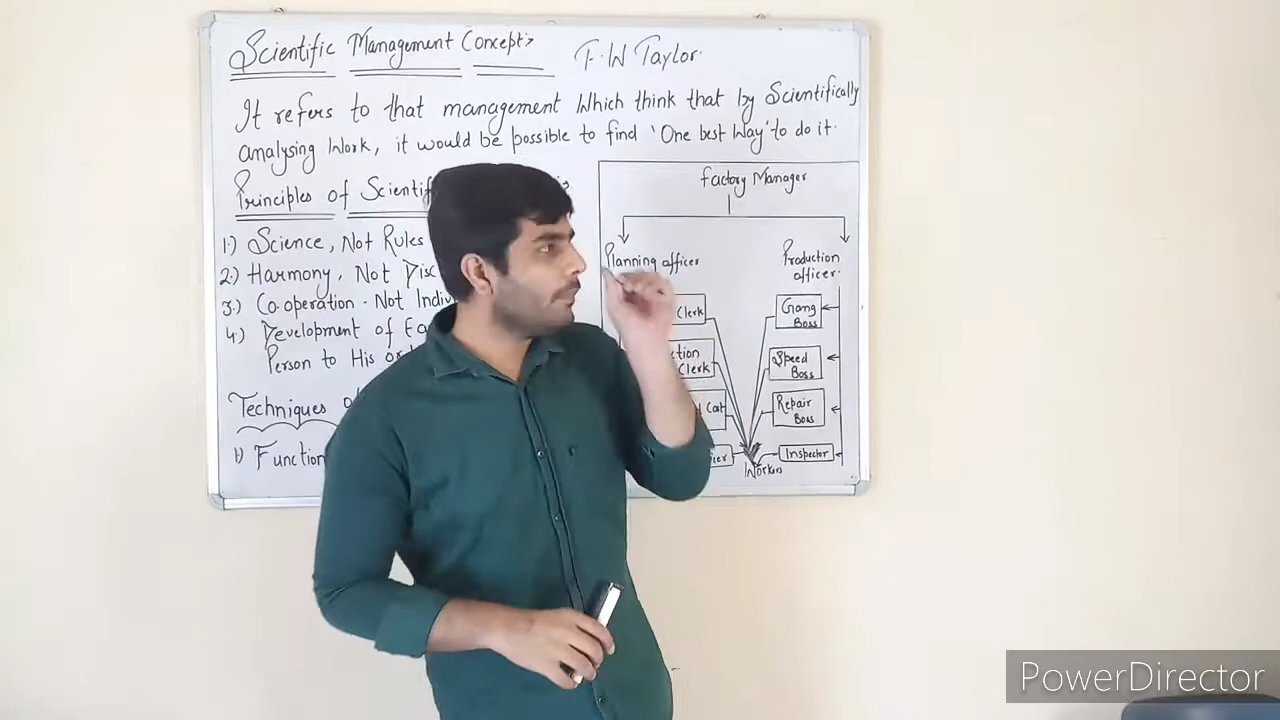 Scientific Management Concept:-
F.W Taylor.
It refers to that management Which think that by Scientifically
analysing Work, it would be possible to find 'One best Way' to do it.
Principles of Scientif
1.) Science, Not Rules
2.) Harmony, Not Disc
3.) Co-operation - Not Indiv
4.) Development of Ea
Person to His
Techniques
1) Function
Factory Manager
Planning officer
Production
officer.
Clerk
ction
Clerk
Cost
icer
Gang
Boss
Speed
Boss
Repair
Boss
Inspector
Workers
PowerDirector